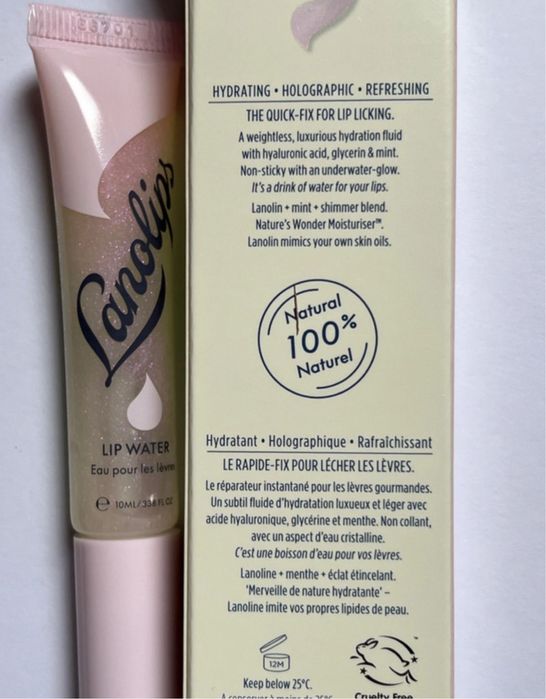 Lanolips
LIP WATER
Eau pour les lèvres
℮ 10ML/.338 FL OZ
HYDRATING • HOLOGRAPHIC • REFRESHING
THE QUICK-FIX FOR LIP LICKING.
A weightless, luxurious hydration fluid
with hyaluronic acid, glycerin & mint.
Non-sticky with an underwater-glow.
It's a drink of water for your lips.
Lanolin + mint + shimmer blend.
Nature's Wonder Moisturiser™.
Lanolin mimics your own skin oils.
Natural
100%
Naturel
Hydratant • Holographique • Rafraîchissant
LE RAPIDE-FIX POUR LÉCHER LES LÈVRES.
Le réparateur instantané pour les lèvres gourmandes.
Un subtil fluide d'hydratation luxueux et léger avec
acide hyaluronique, glycérine et menthe. Non collant,
avec un aspect d'eau cristalline.
C'est une boisson d'eau pour vos lèvres.
Lanoline + menthe + éclat étincelant.
'Merveille de nature hydratante' –
Lanoline imite vos propres lipides de peau.
12M
Keep below 25°C.
Cruelty Free